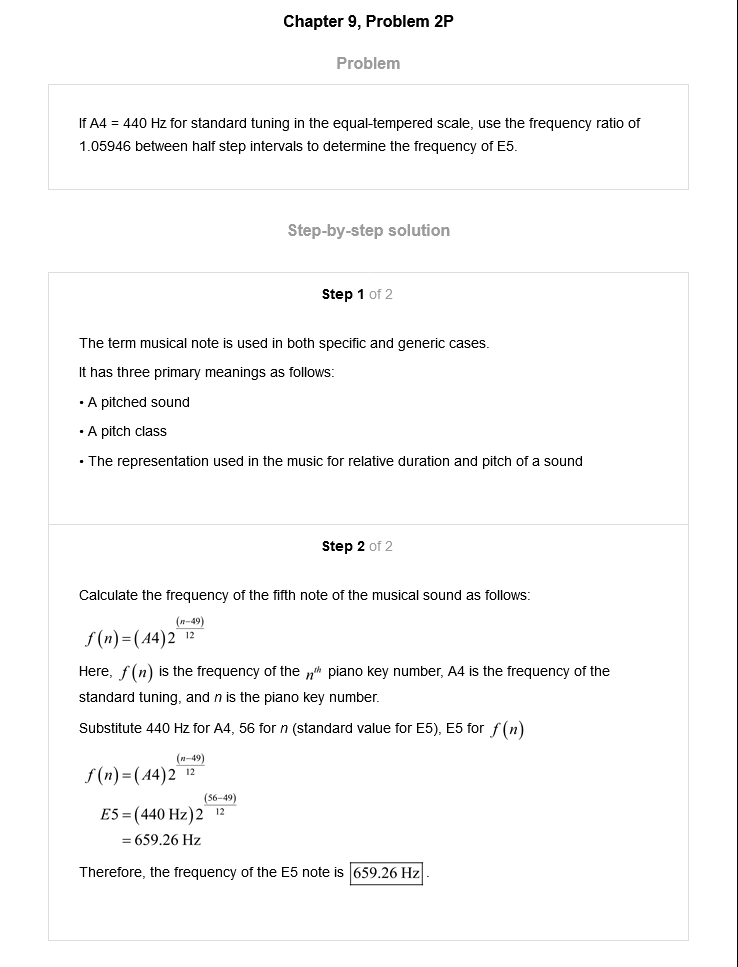 Chapter 9, Problem 2P
Problem
If A4 = 440 Hz for standard tuning in the equal-tempered scale, use the frequency ratio of
1.05946 between half step intervals to determine the frequency of E5.
Step-by-step solution
Step 1 of 2
The term musical note is used in both specific and generic cases.
It has three primary meanings as follows:
• A pitched sound
• A pitch class
• The representation used in the music for relative duration and pitch of a sound
Step 2 of 2
Calculate the frequency of the fifth note of the musical sound as follows:
f(n)=(A4)2^((n−49)/12)
Here, f(n) is the frequency of the n^th piano key number, A4 is the frequency of the
standard tuning, and n is the piano key number.
Substitute 440 Hz for A4, 56 for n (standard value for E5), E5 for f(n)
f(n)=(A4)2^((n−49)/12)
E5=(440 Hz)2^((56−49)/12)
=659.26 Hz
Therefore, the frequency of the E5 note is 659.26 Hz.